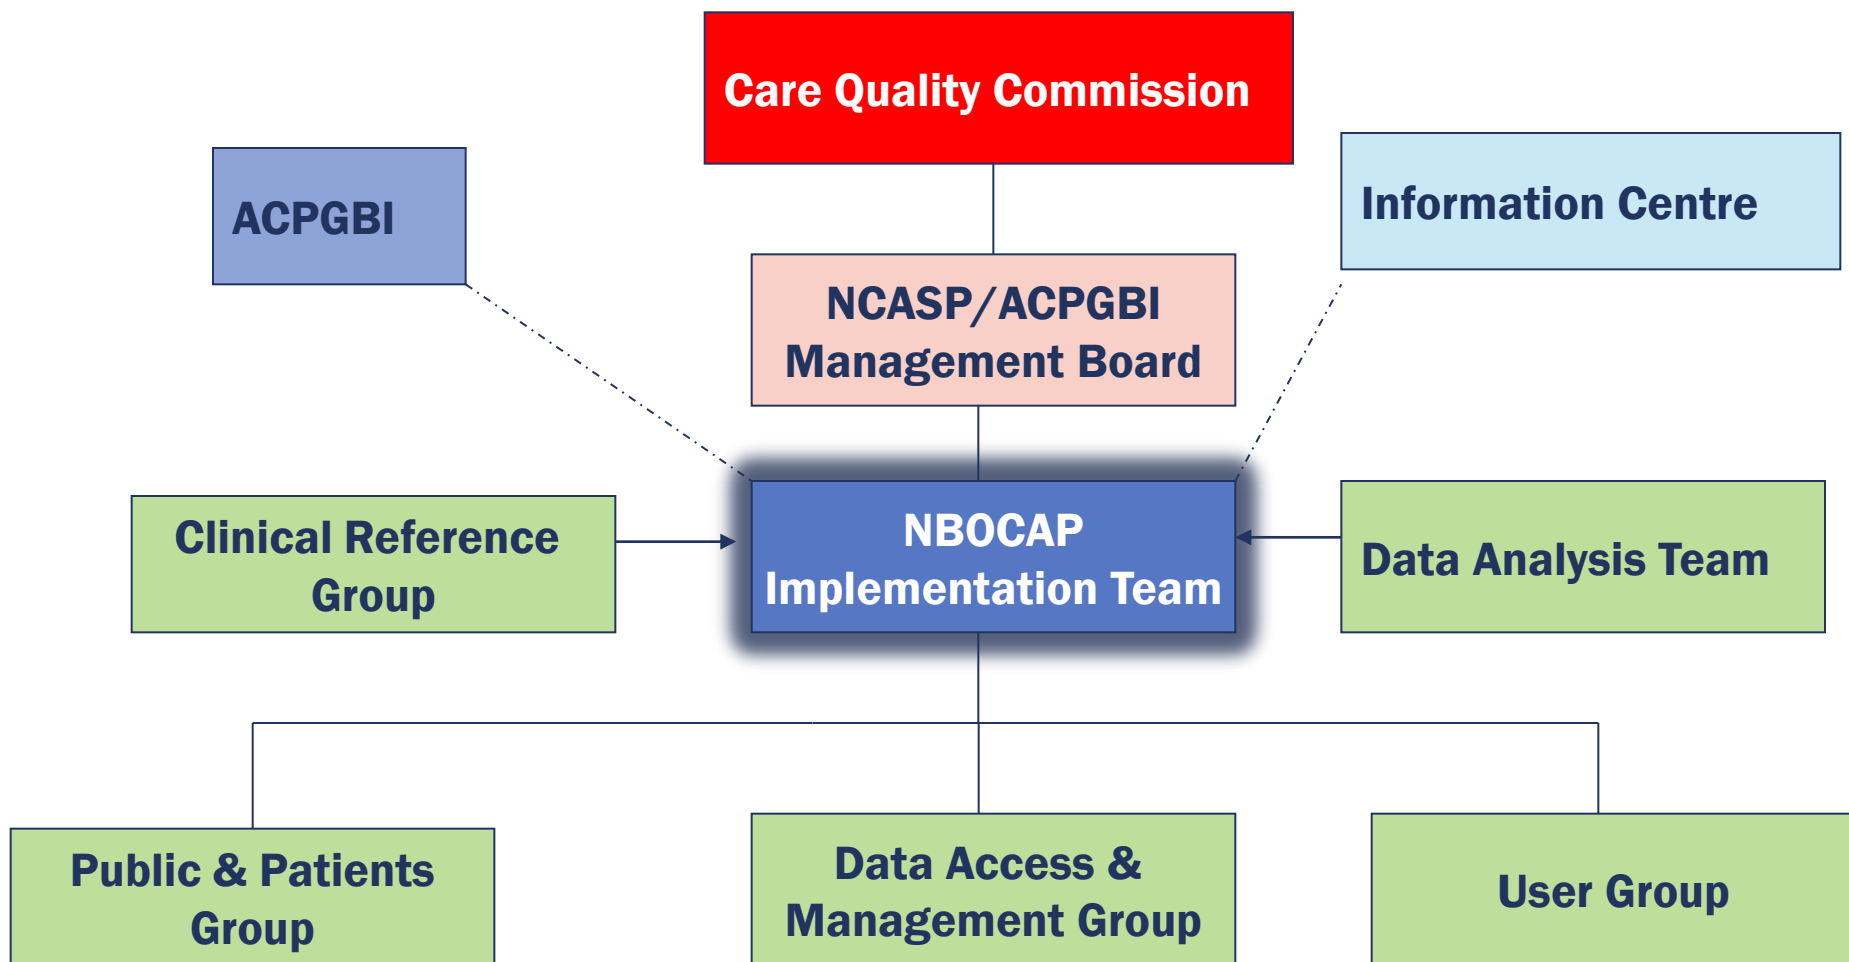 Care Quality Commission
ACPGBI
Information Centre
NCASP/ACPGBI
Management Board
Clinical Reference
Group
NBOCAP
Implementation Team
Data Analysis Team
Public & Patients
Group
Data Access &
Management Group
User Group